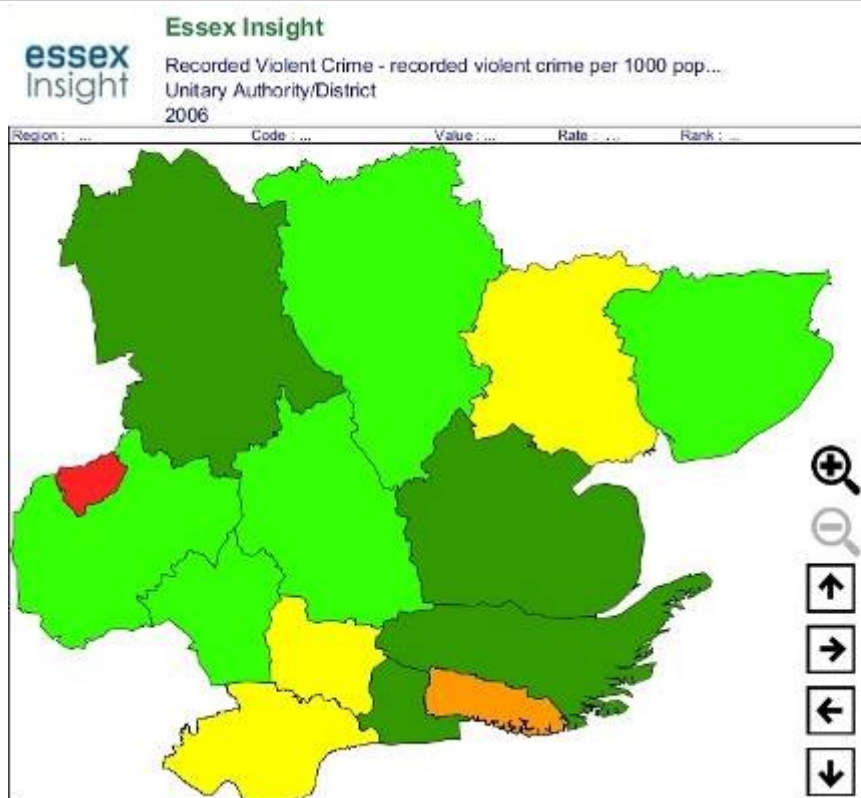 Essex Insight
essex
Insight
Recorded Violent Crime - recorded violent crime per 1000 pop...
Unitary Authority/District
2006
Region : ... Code : ... Value : ... Rate : ... Rank : ...